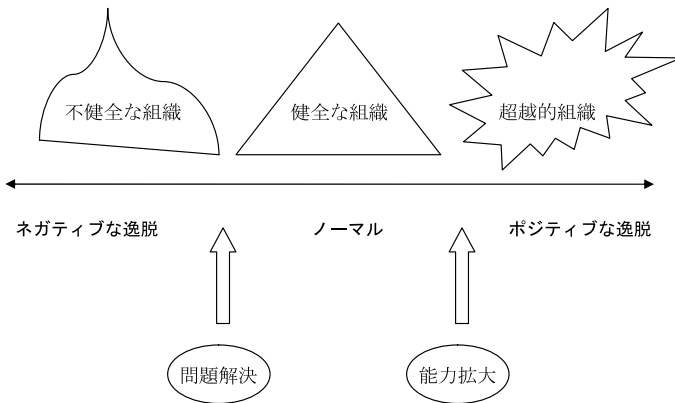 不健全な組織
健全な組織
超越的組織
ネガティブな逸脱
ノーマル
ポジティブな逸脱
問題解決
能力拡大